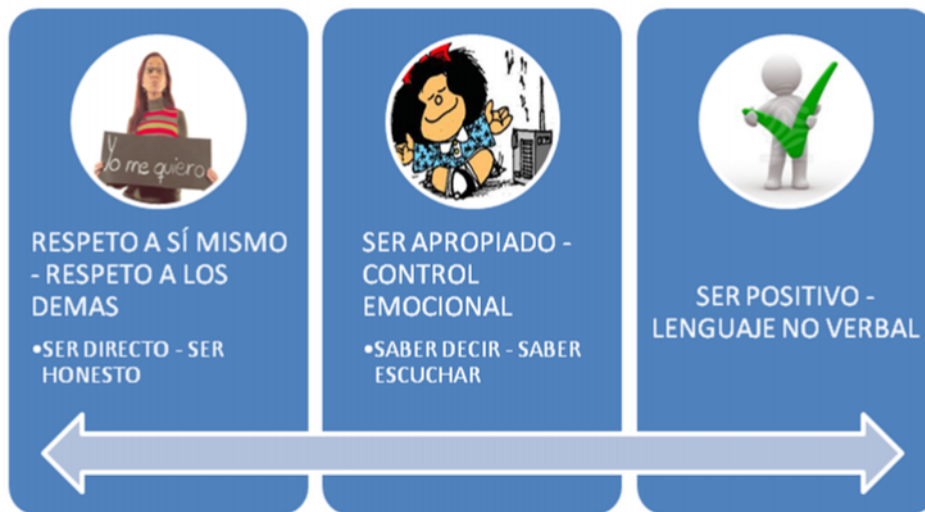 Yo me quiero
RESPETO A SÍ MISMO
- RESPETO A LOS
DEMAS
•SER DIRECTO - SER
HONESTO
SER APROPIADO -
CONTROL
EMOCIONAL
•SABER DECIR - SABER
ESCUCHAR
SER POSITIVO -
LENGUAJE NO VERBAL